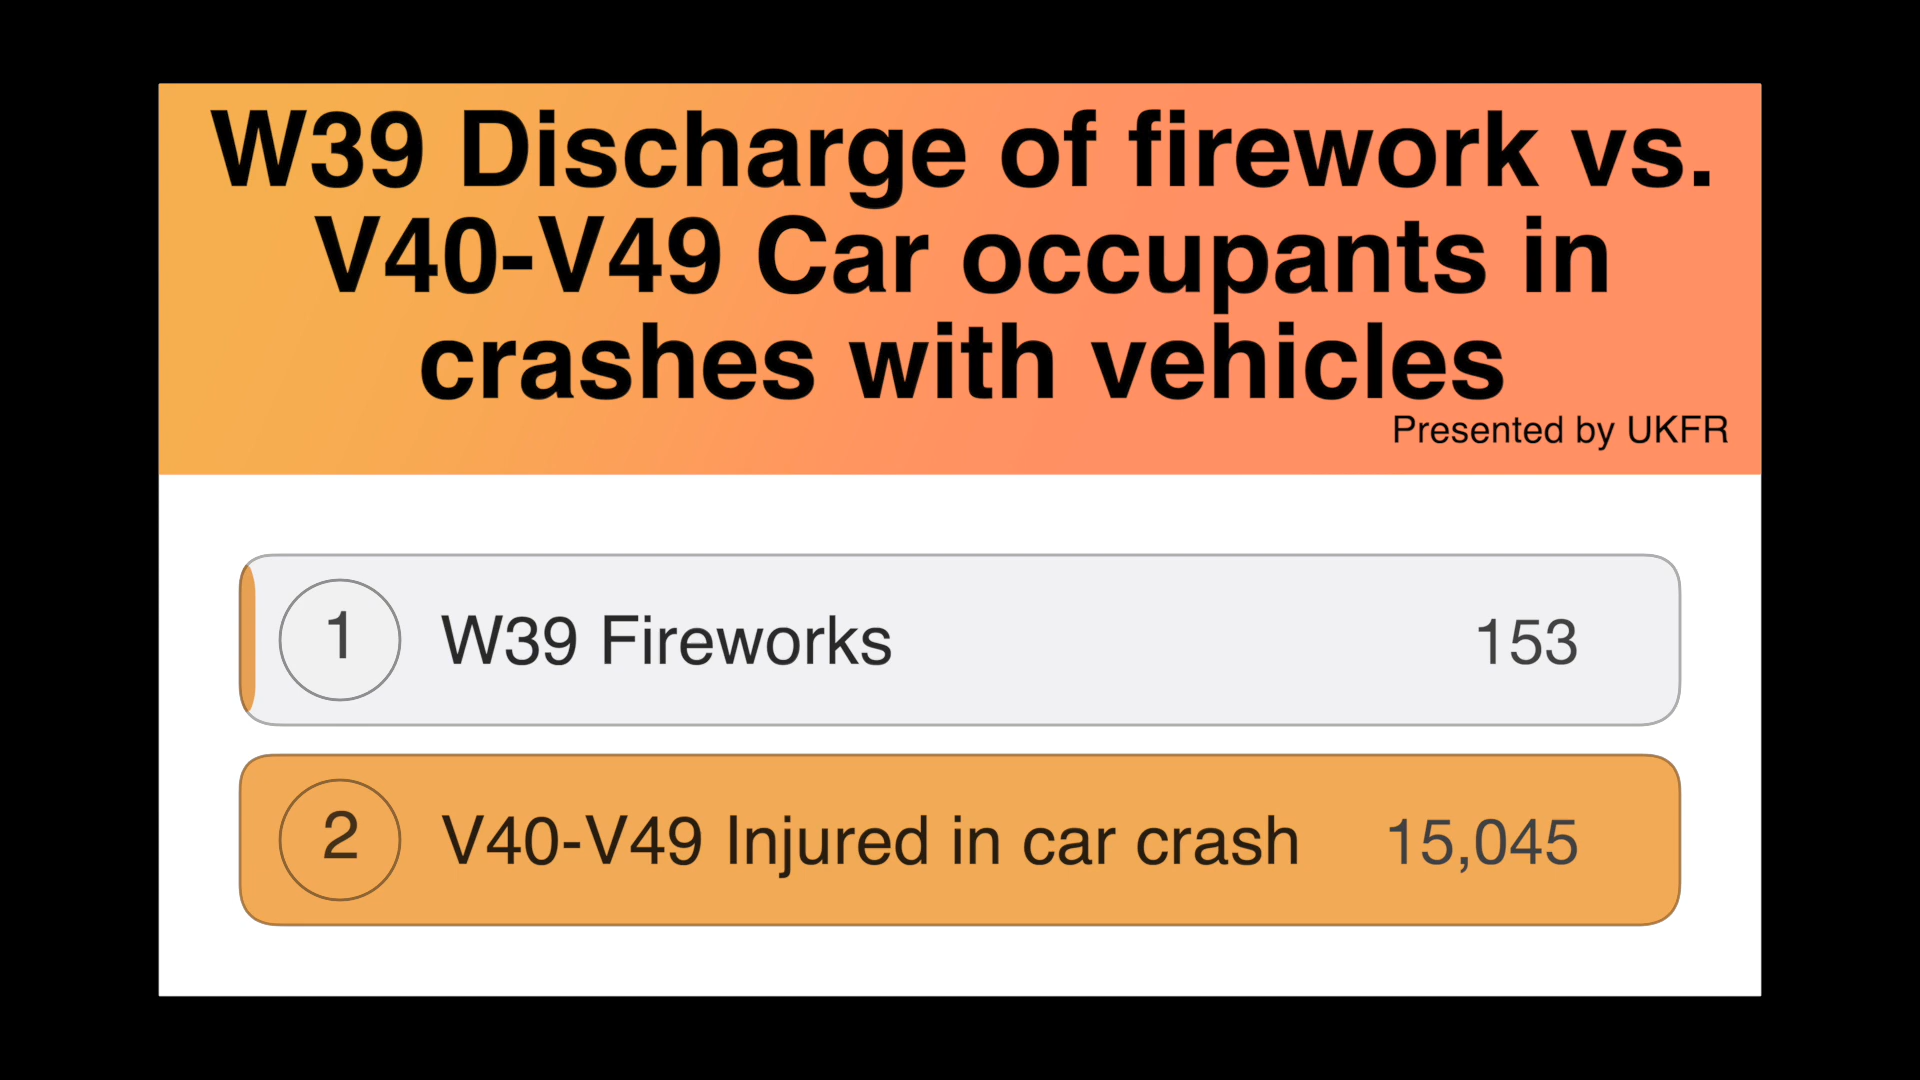 W39 Discharge of firework vs.
V40-V49 Car occupants in
crashes with vehicles
Presented by UKFR
1 W39 Fireworks 153
2 V40-V49 Injured in car crash 15,045